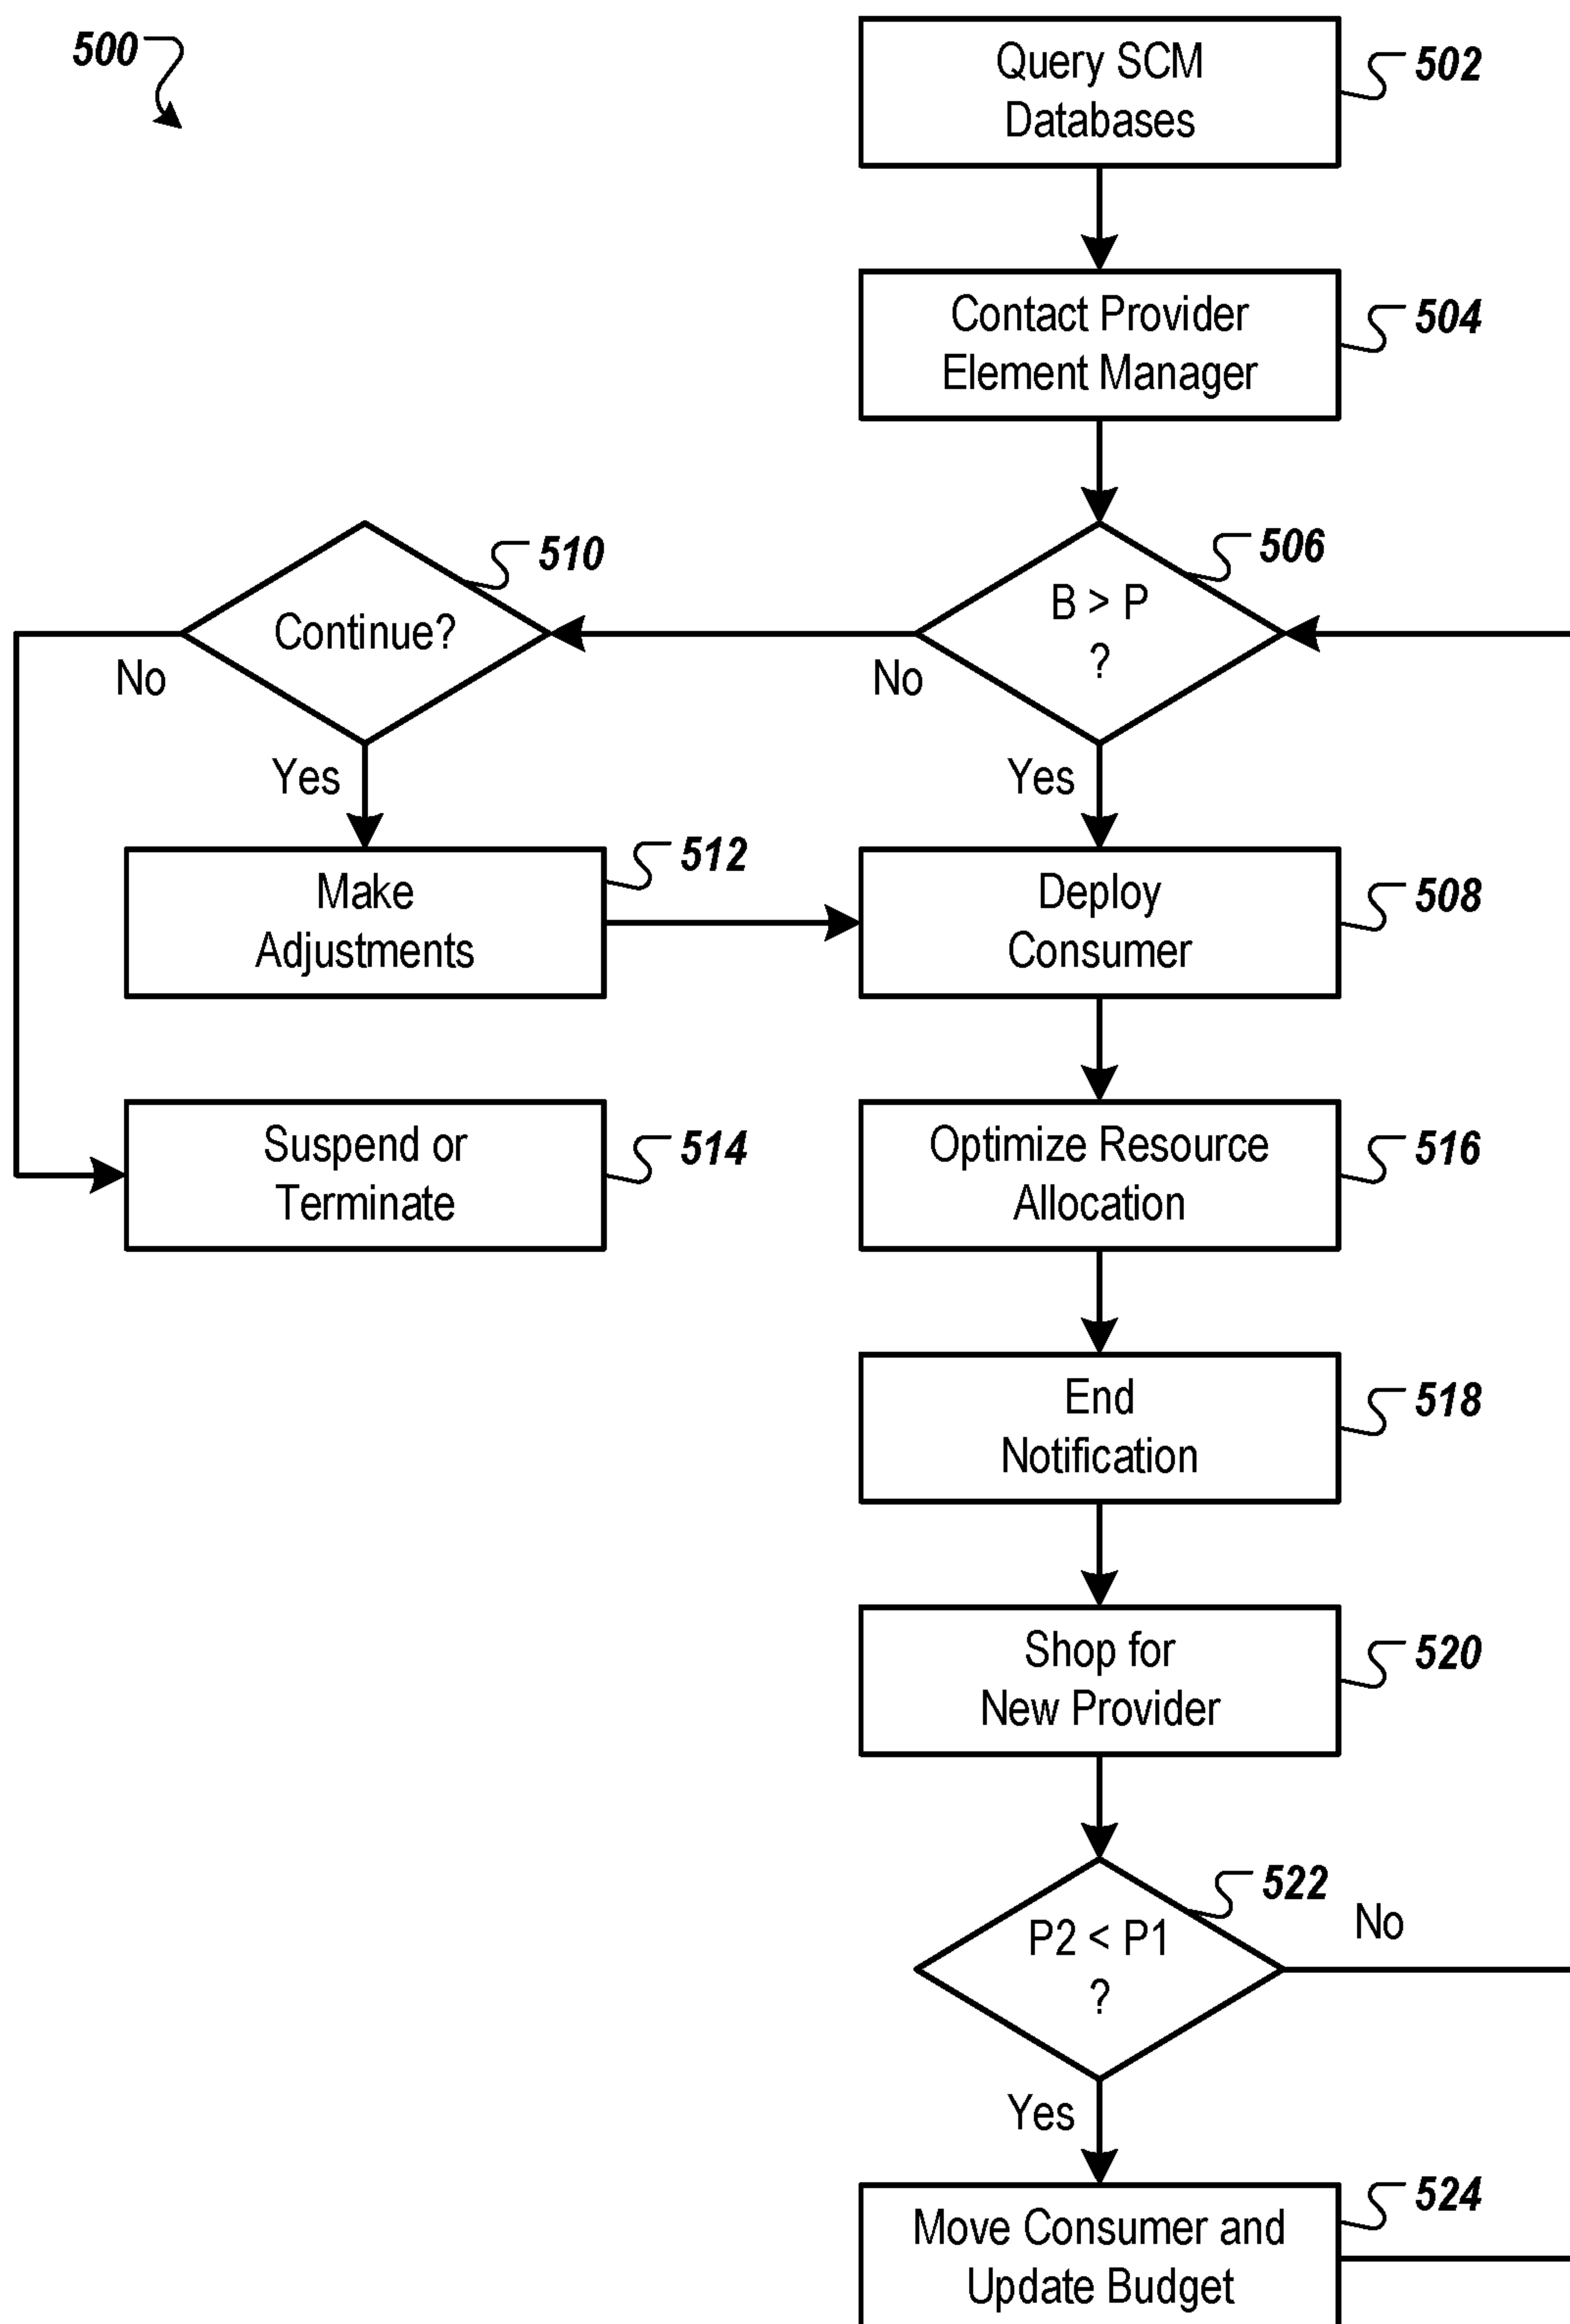 500
Query SCM
Databases
502
Contact Provider
Element Manager
504
510
506
Continue?
B > P
?
No
No
Yes
Yes
Make
Adjustments
512
Deploy
Consumer
508
Suspend or
Terminate
514
Optimize Resource
Allocation
516
End
Notification
518
Shop for
New Provider
520
522
P2 < P1
?
No
Yes
Move Consumer and
Update Budget
524